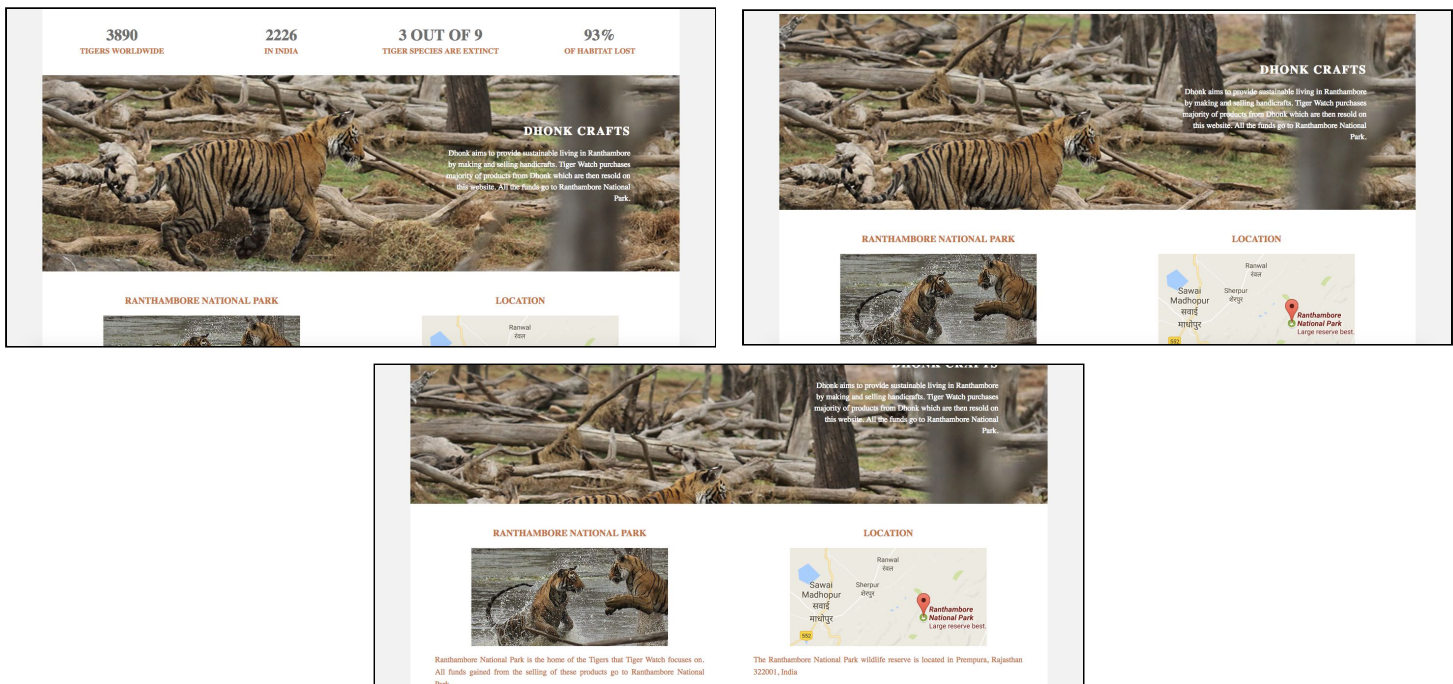 3890
TIGERS WORLDWIDE
2226
IN INDIA
3 OUT OF 9
TIGER SPECIES ARE EXTINCT
93%
OF HABITAT LOST
DHONK CRAFTS
Dhonk aims to provide sustainable living in Ranthambore
by making and selling handicrafts. Tiger Watch purchases
majority of products from Dhonk which are then resold on
this website. All the funds go to Ranthambore National
Park.
RANTHAMBORE NATIONAL PARK
LOCATION
Ranwal
रंवल
DHONK CRAFTS
Dhonk aims to provide sustainable living in Ranthambore
by making and selling handicrafts. Tiger Watch purchases
majority of products from Dhonk which are then resold on
this website. All the funds go to Ranthambore National
Park.
RANTHAMBORE NATIONAL PARK
LOCATION
Ranwal
रंवल
Sawai
Madhopur
सवाई
माधोपुर
Sherpur
शेरपुर
Ranthambore
National Park
Large reserve best
552
DHONK CRAFTS
Dhonk aims to provide sustainable living in Ranthambore
by making and selling handicrafts. Tiger Watch purchases
majority of products from Dhonk which are then resold on
this website. All the funds go to Ranthambore National
Park.
RANTHAMBORE NATIONAL PARK
LOCATION
Ranwal
रंवल
Sawai
Madhopur
सवाई
माधोपुर
Sherpur
शेरपुर
Ranthambore
National Park
Large reserve best
552
Ranthambore National Park is the home of the Tigers that Tiger Watch focuses on.
All funds gained from the selling of these products go to Ranthambore National
Park
The Ranthambore National Park wildlife reserve is located in Prempura, Rajasthan
322001, India